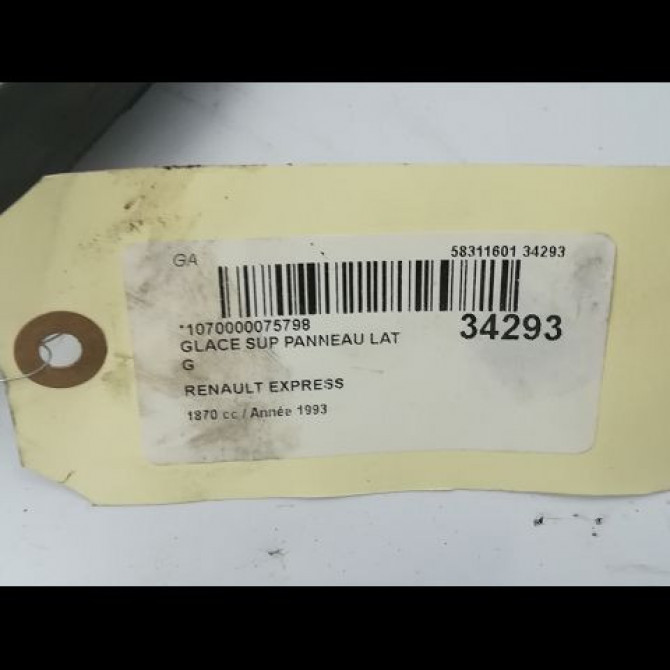 GA
58311601 34293
*1070000075798
34293
GLACE SUP PANNEAU LAT
G
RENAULT EXPRESS
1870 cc / Année 1993